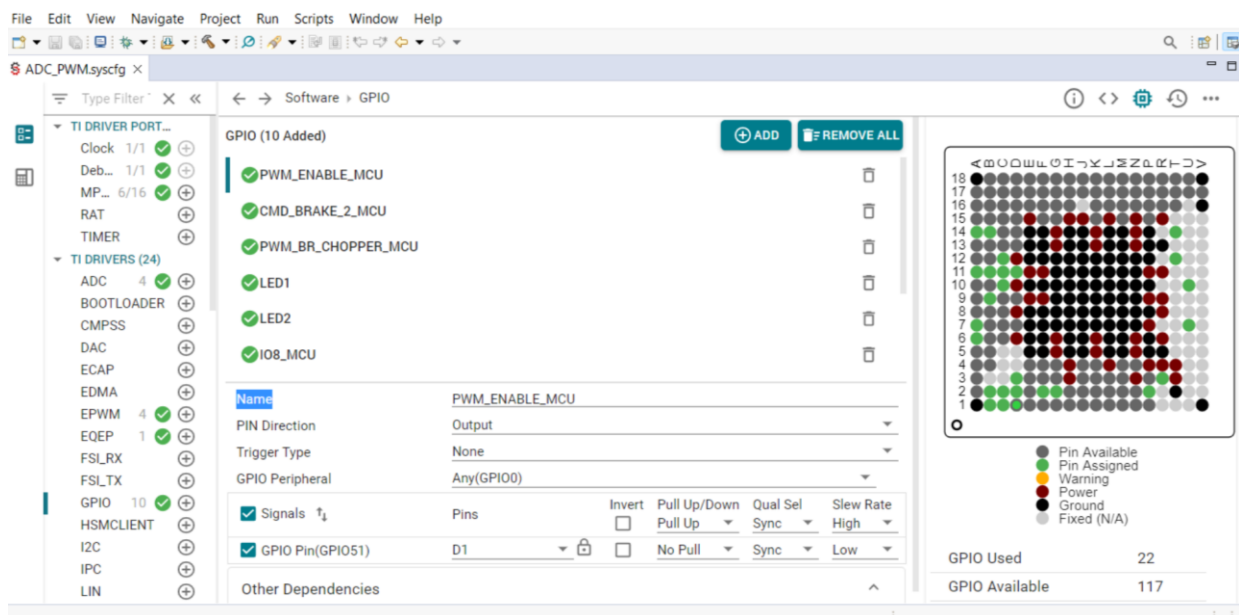 File Edit View Navigate Project Run Scripts Window Help
ADC_PWM.syscfg
Type Filter
Software › GPIO
TI DRIVER PORT...
Clock 1/1
Deb... 1/1
MP... 6/16
RAT
TIMER
TI DRIVERS (24)
ADC 4
BOOTLOADER
CMPSS
DAC
ECAP
EDMA
EPWM 4
EQEP 1
FSI_RX
FSI_TX
GPIO 10
HSMCLIENT
I2C
IPC
LIN
GPIO (10 Added)
ADD
REMOVE ALL
PWM_ENABLE_MCU
CMD_BRAKE_2_MCU
PWM_BR_CHOPPER_MCU
LED1
LED2
IO8_MCU
Name PWM_ENABLE_MCU
PIN Direction Output
Trigger Type None
GPIO Peripheral Any(GPIO0)
Signals Pins Invert Pull Up/Down Qual Sel Slew Rate
Pull Up Sync High
GPIO Pin(GPIO51) D1 No Pull Sync Low
Other Dependencies
A B C D E F G H J K L M N P R T U V
18
17
16
15
14
13
12
11
10
9
8
7
6
5
4
3
2
1
Pin Available
Pin Assigned
Warning
Power
Ground
Fixed (N/A)
GPIO Used 22
GPIO Available 117